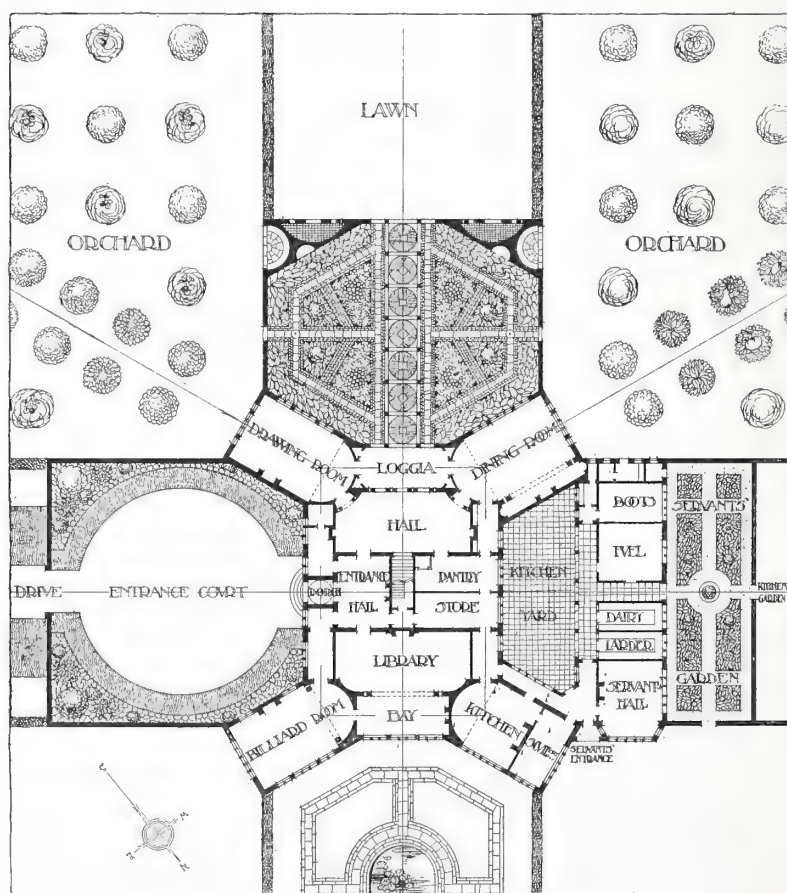 LAWN
ORCHARD
ORCHARD
DRAWING ROOM
LOGGIA
DINING ROOM
HALL
BOOTS
SERVANTS'
FUEL
ENTRANCE
PANTRY
KITCHEN
DRIVE
ENTRANCE COURT
PORCH
KITCHEN
GARDEN
HALL
STORE
YARD
DAIRY
LARDER
LIBRARY
GARDEN
SERVANTS
HALL
BILLIARD ROOM
BAY
KITCHEN
SERVANTS'
ENTRANCE
S
W
E
N